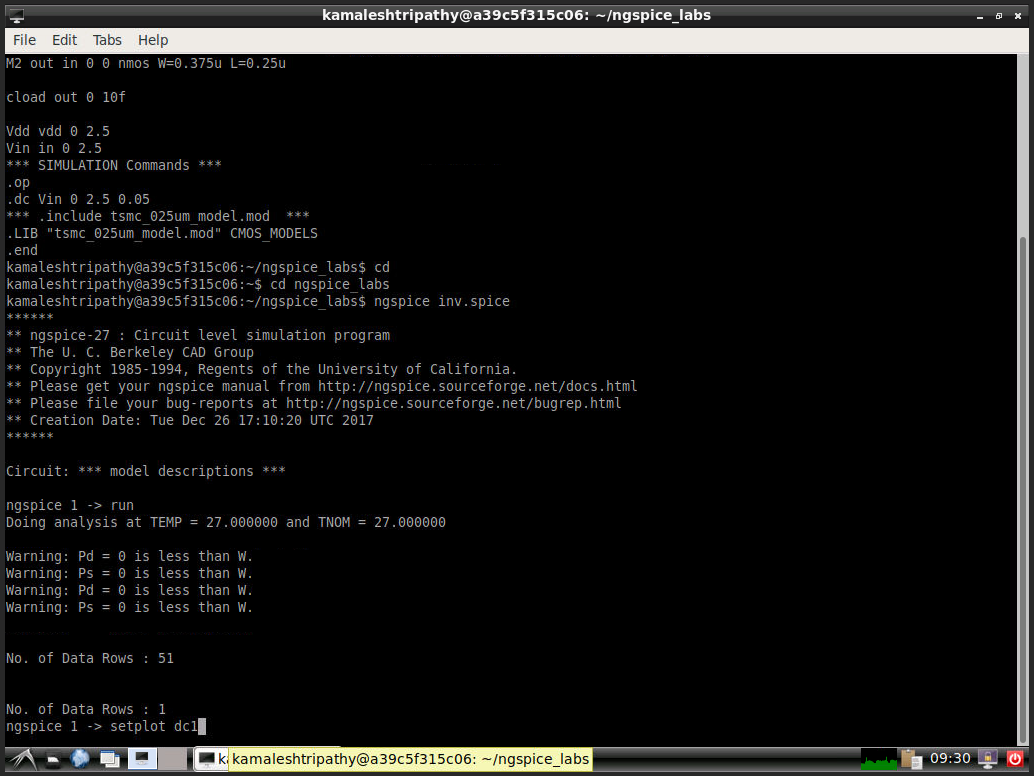 kamaleshtripathy@a39c5f315c06: ~/ngspice_labs
File Edit Tabs Help
M2 out in 0 0 nmos W=0.375u L=0.25u
cload out 0 10f
Vdd vdd 0 2.5
Vin in 0 2.5
*** SIMULATION Commands ***
.op
.dc Vin 0 2.5 0.05
*** .include tsmc_025um_model.mod  ***
.LIB "tsmc_025um_model.mod" CMOS_MODELS
.end
kamaleshtripathy@a39c5f315c06:~/ngspice_labs$ cd
kamaleshtripathy@a39c5f315c06:~$ cd ngspice_labs
kamaleshtripathy@a39c5f315c06:~/ngspice_labs$ ngspice inv.spice
******
** ngspice-27 : Circuit level simulation program
** The U. C. Berkeley CAD Group
** Copyright 1985-1994, Regents of the University of California.
** Please get your ngspice manual from http://ngspice.sourceforge.net/docs.html
** Please file your bug-reports at http://ngspice.sourceforge.net/bugrep.html
** Creation Date: Tue Dec 26 17:10:20 UTC 2017
******
Circuit: *** model descriptions ***
ngspice 1 -> run
Doing analysis at TEMP = 27.000000 and TNOM = 27.000000
Warning: Pd = 0 is less than W.
Warning: Ps = 0 is less than W.
Warning: Pd = 0 is less than W.
Warning: Ps = 0 is less than W.
No. of Data Rows : 51
No. of Data Rows : 1
ngspice 1 -> setplot dc1
kamaleshtripathy@a39c5f315c06: ~/ngspice_labs
09:30